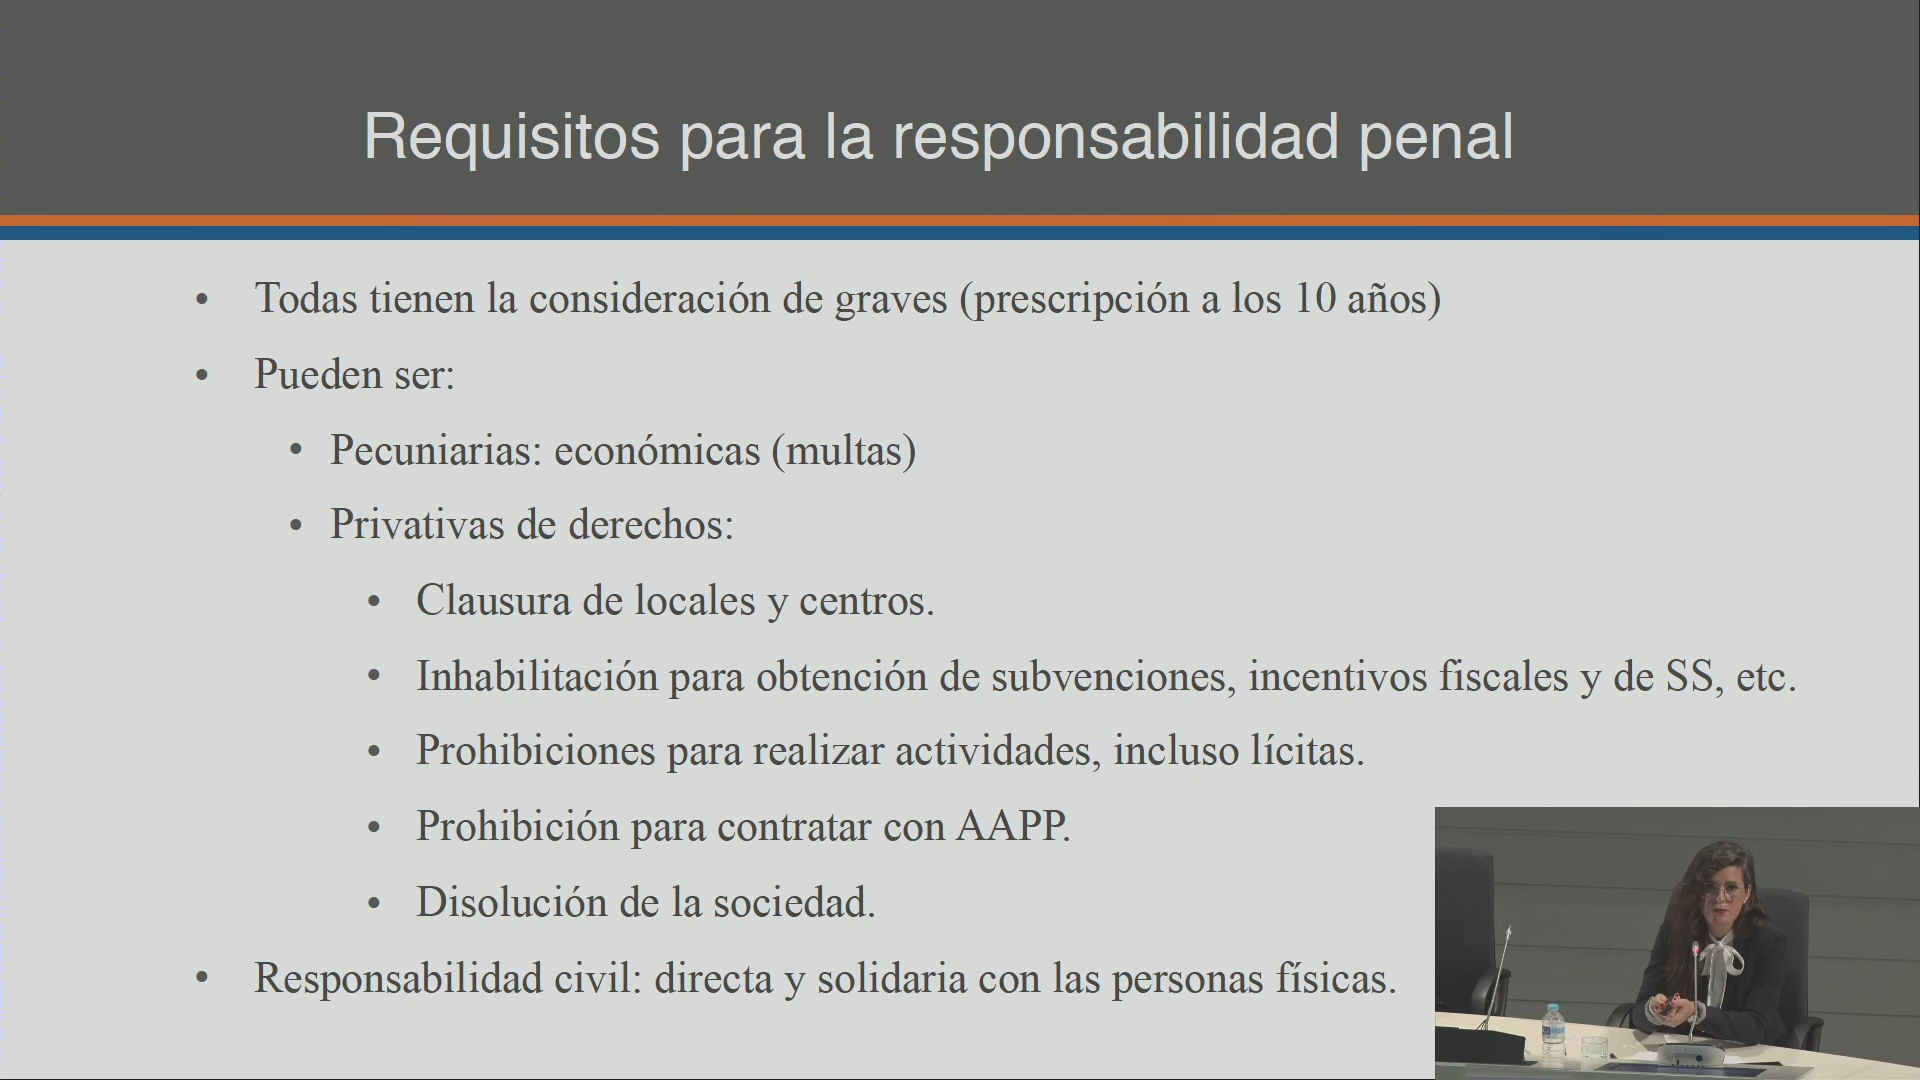 Requisitos para la responsabilidad penal
• Todas tienen la consideración de graves (prescripción a los 10 años)
• Pueden ser:
• Pecuniarias: económicas (multas)
• Privativas de derechos:
• Clausura de locales y centros.
• Inhabilitación para obtención de subvenciones, incentivos fiscales y de SS, etc.
• Prohibiciones para realizar actividades, incluso lícitas.
• Prohibición para contratar con AAPP.
• Disolución de la sociedad.
• Responsabilidad civil: directa y solidaria con las personas físicas.